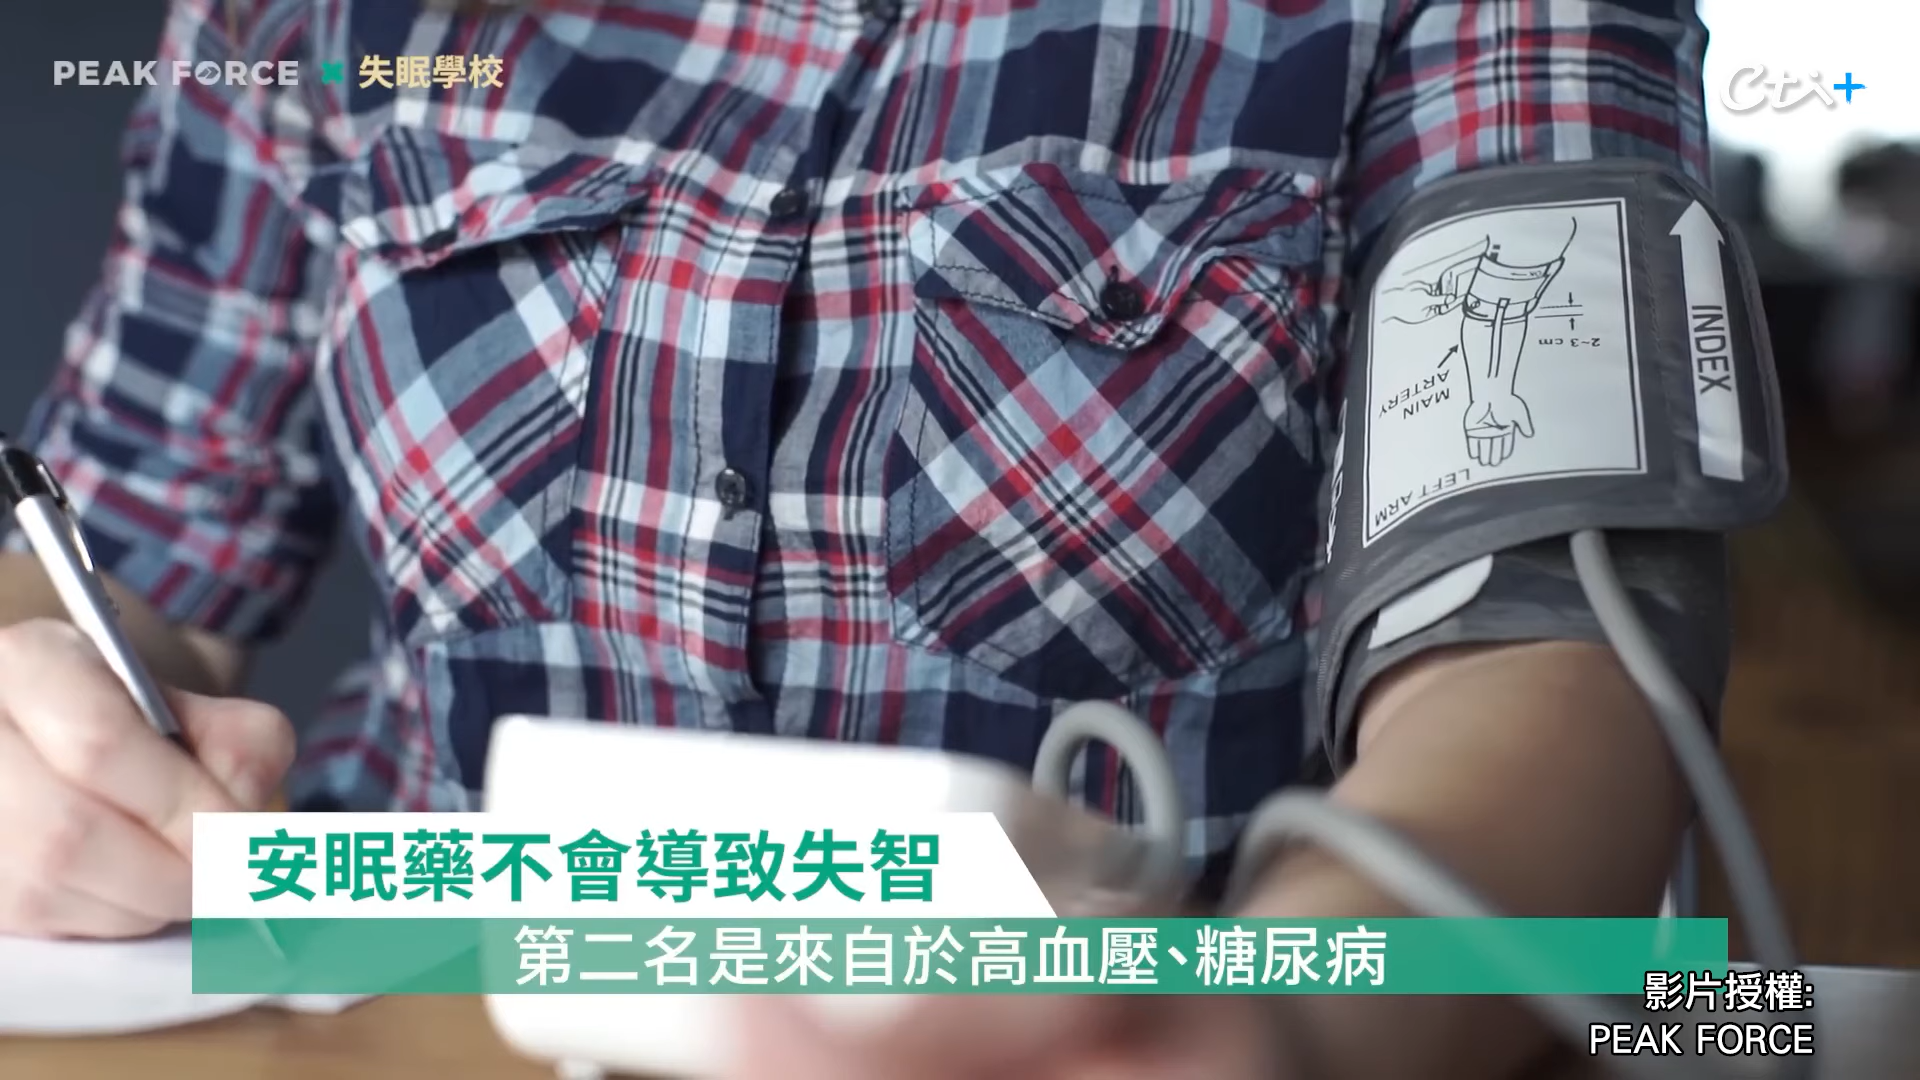 PEAK FORCE × 失眠學校
Cti+
INDEX
2~3 cm
MAIN
ARTERY
LEFT ARM
安眠藥不會導致失智
第二名是來自於高血壓、糖尿病
影片授權:
PEAK FORCE